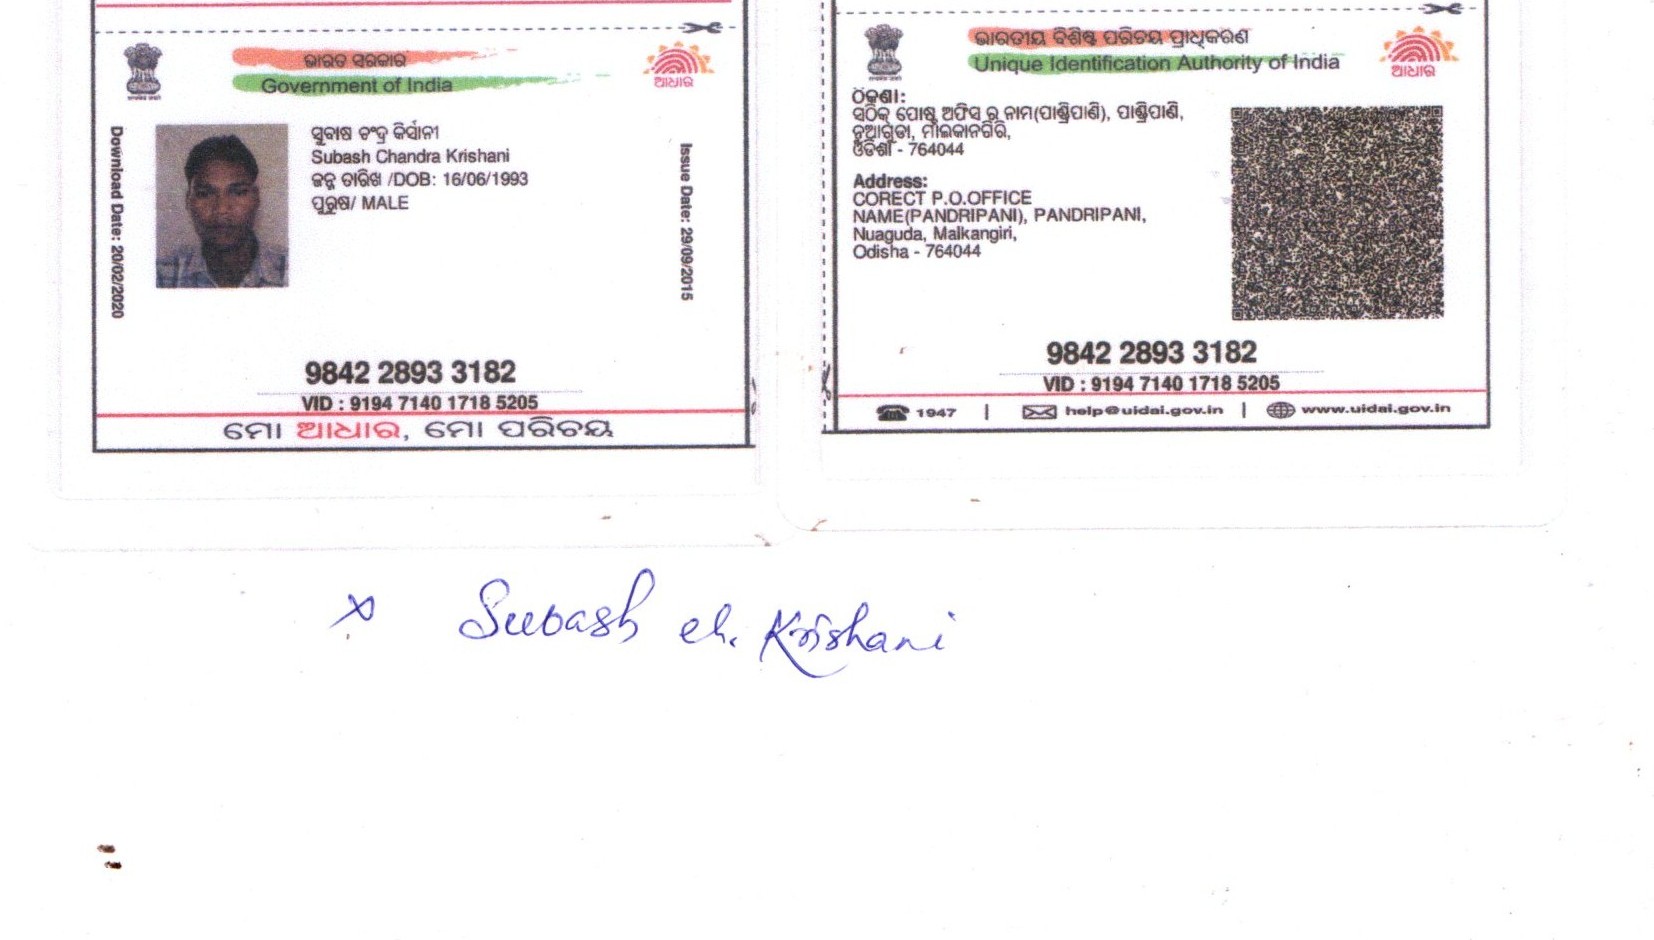 ଭାରତ ସରକାର
Government of India
ଆଧାର
Download Date: 20/02/2020
ସୁବାଷ ଚଂଦ୍ର କିର୍ସାନୀ
Subash Chandra Krishani
ଜନ୍ମ ତାରିଖ /DOB: 16/06/1993
ପୁରୁଷ/ MALE
Issue Date: 29/09/2015
9842 2893 3182
VID : 9194 7140 1718 5205
ମୋ ଆଧାର, ମୋ ପରିଚୟ
ଭାରତୀୟ ବିଶିଷ୍ଟ ପରିଚୟ ପ୍ରାଧିକରଣ
Unique Identification Authority of India
ଆଧାର
ଠିକଣା:
ସଠିକ୍ ପୋଷ୍ଟ ଅଫିସ ର ନାମ(ପାଣ୍ଡ୍ରିପାଣି), ପାଣ୍ଡ୍ରିପାଣି,
ନୂଆଗୁଡା, ମାଲକାନଗିରି,
ଓଡିଶା - 764044
Address:
CORECT P.O.OFFICE
NAME(PANDRIPANI), PANDRIPANI,
Nuaguda, Malkangiri,
Odisha - 764044
9842 2893 3182
VID : 9194 7140 1718 5205
1947 | help@uidai.gov.in | www.uidai.gov.in
x Subash ch. Krishani